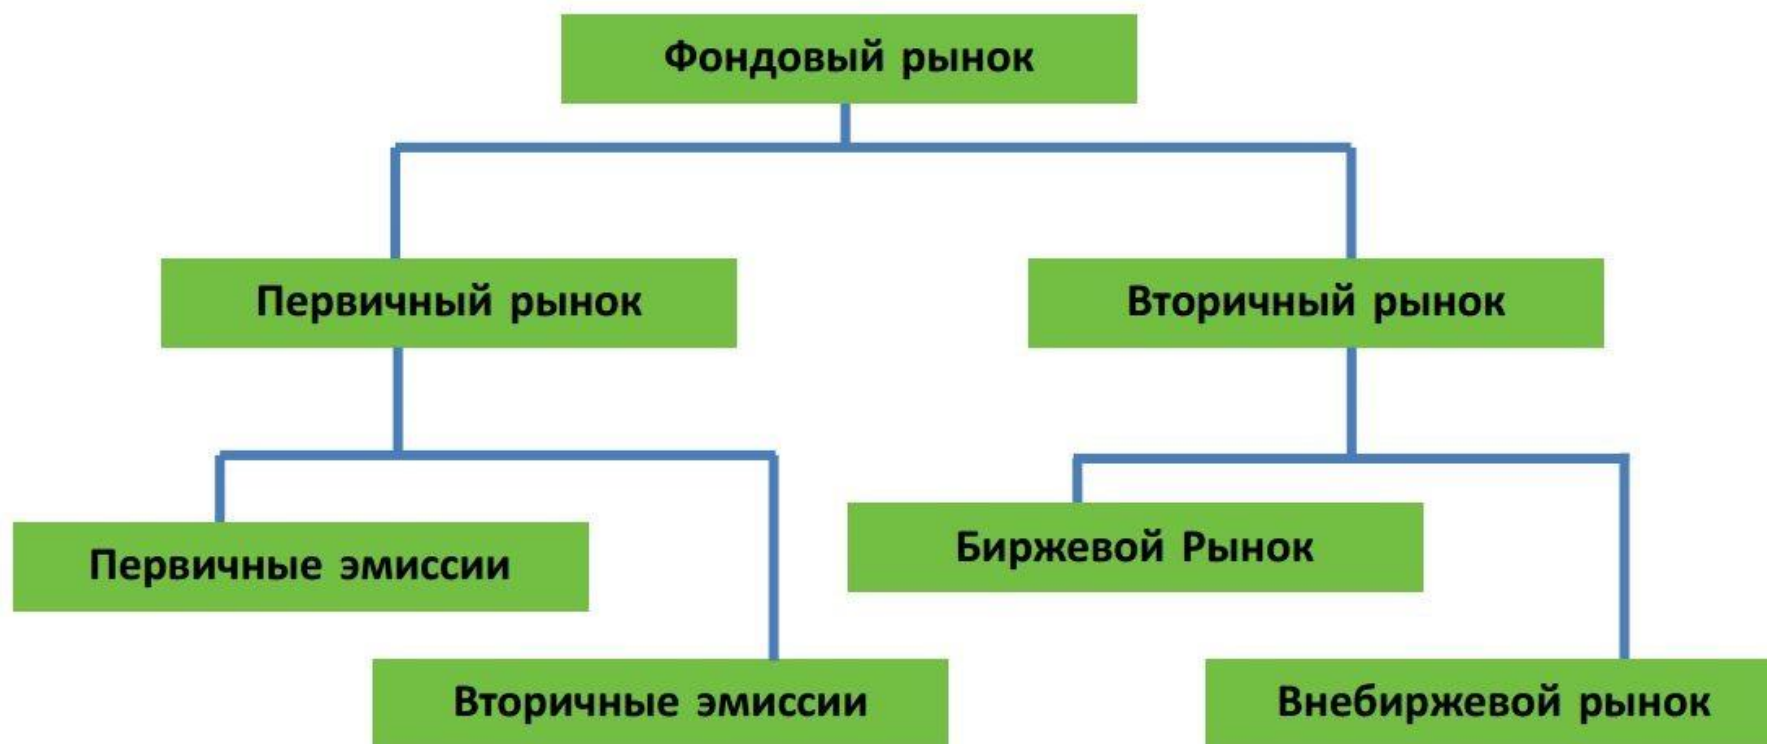 Фондовый рынок
Первичный рынок
Вторичный рынок
Первичные эмиссии
Биржевой Рынок
Вторичные эмиссии
Внебиржевой рынок